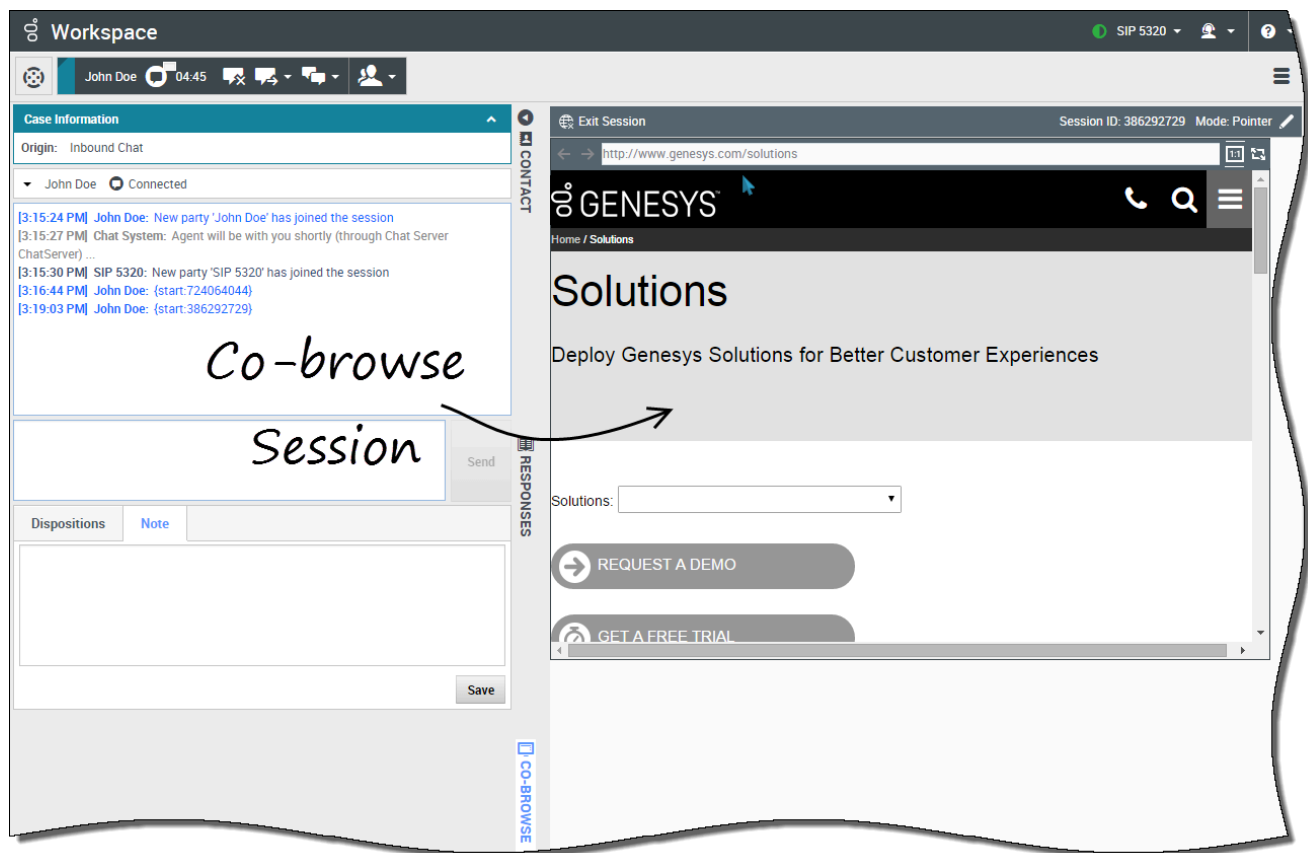 Workspace
SIP 5320
John Doe 04:45
Case Information
Origin: Inbound Chat
John Doe Connected
[3:15:24 PM] John Doe: New party 'John Doe' has joined the session
[3:15:27 PM] Chat System: Agent will be with you shortly (through Chat Server
ChatServer) ...
[3:15:30 PM] SIP 5320: New party 'SIP 5320' has joined the session
[3:16:44 PM] John Doe: {start:724064044}
[3:19:03 PM] John Doe: {start:386292729}
Co-browse
Session
Send
Dispositions Note
Save
CONTACT
RESPONSES
CO-BROWSE
Exit Session
Session ID: 386292729 Mode: Pointer
http://www.genesys.com/solutions
1:1
GENESYS™
Home / Solutions
Solutions
Deploy Genesys Solutions for Better Customer Experiences
Solutions:
REQUEST A DEMO
GET A FREE TRIAL